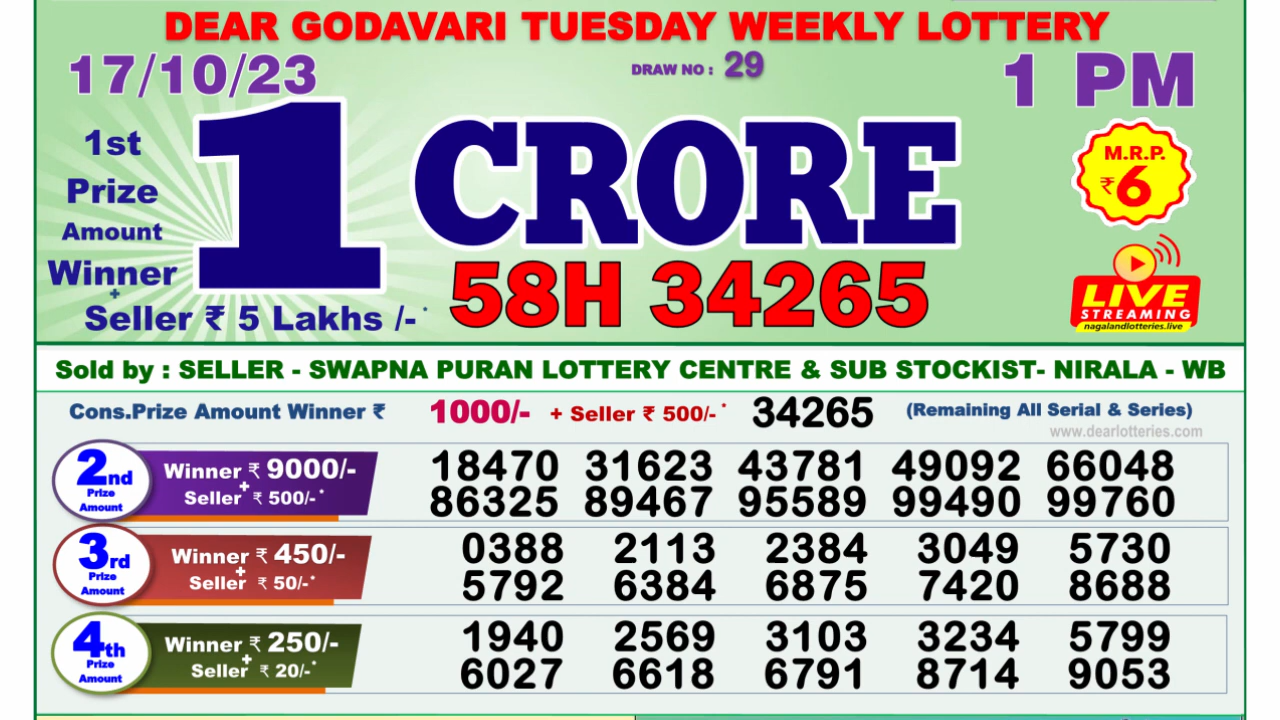 DEAR GODAVARI TUESDAY WEEKLY LOTTERY
17/10/23
DRAW NO : 29
1 PM
1st
Prize
Amount
Winner
+
Seller ₹ 5 Lakhs /-*
1 CRORE
58H 34265
M.R.P.
₹6
LIVE
STREAMING
nagalandlotteries.live
Sold by : SELLER - SWAPNA PURAN LOTTERY CENTRE & SUB STOCKIST- NIRALA - WB
Cons.Prize Amount Winner ₹ 1000/- + Seller ₹ 500/-* 34265 (Remaining All Serial & Series)
www.dearlotteries.com
2nd
Prize
Amount
Winner ₹ 9000/-
+
Seller ₹ 500/-*
18470 31623 43781 49092 66048
86325 89467 95589 99490 99760
3rd
Prize
Amount
Winner ₹ 450/-
+
Seller ₹ 50/-*
0388 2113 2384 3049 5730
5792 6384 6875 7420 8688
4th
Prize
Amount
Winner ₹ 250/-
+
Seller ₹ 20/-*
1940 2569 3103 3234 5799
6027 6618 6791 8714 9053